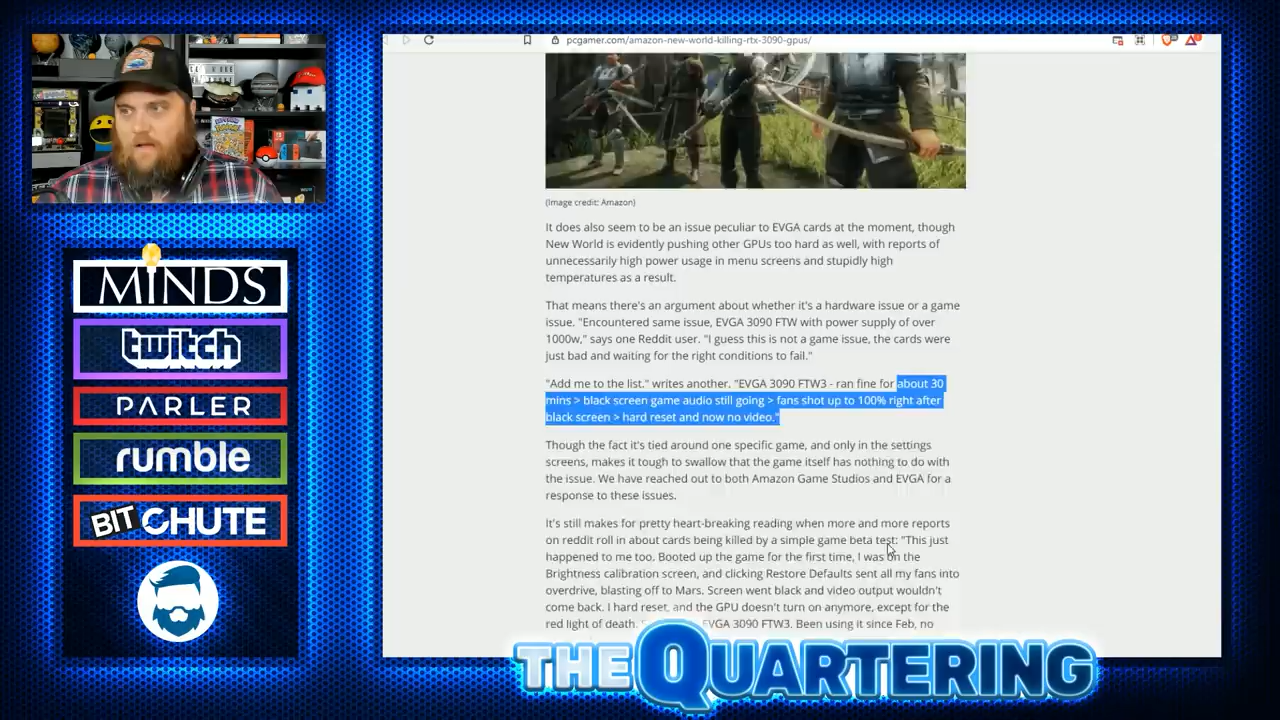 pcgamer.com/amazon-new-world-killing-rtx-3090-gpus/
(Image credit: Amazon)
It does also seem to be an issue peculiar to EVGA cards at the moment, though
New World is evidently pushing other GPUs too hard as well, with reports of
unnecessarily high power usage in menu screens and stupidly high
temperatures as a result.
That means there's an argument about whether it's a hardware issue or a game
issue. "Encountered same issue, EVGA 3090 FTW with power supply of over
1000w," says one Reddit user. "I guess this is not a game issue, the cards were
just bad and waiting for the right conditions to fail."
"Add me to the list." writes another. "EVGA 3090 FTW3 - ran fine for about 30
mins > black screen game audio still going > fans shot up to 100% right after
black screen > hard reset and now no video."
Though the fact it's tied around one specific game, and only in the settings
screens, makes it tough to swallow that the game itself has nothing to do with
the issue. We have reached out to both Amazon Game Studios and EVGA for a
response to these issues.
It's still makes for pretty heart-breaking reading when more and more reports
on reddit roll in about cards being killed by a simple game beta test: "This just
happened to me too. Booted up the game for the first time, I was on the
Brightness calibration screen, and clicking Restore Defaults sent all my fans into
overdrive, blasting off to Mars. Screen went black and video output wouldn't
come back. I hard reset, and the GPU doesn't turn on anymore, except for the
red light of death. EVGA 3090 FTW3. Been using it since Feb, no
MINDS
twitch
PARLER
rumble
BIT CHUTE
THE QUARTERING